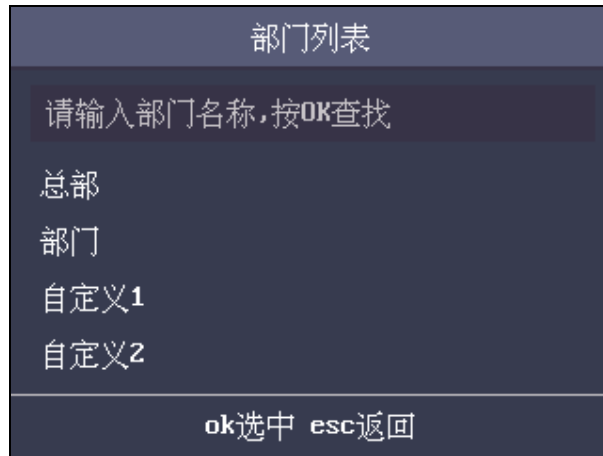 部门列表
请输入部门名称,按OK查找
总部
部门
自定义1
自定义2
ok选中 esc返回